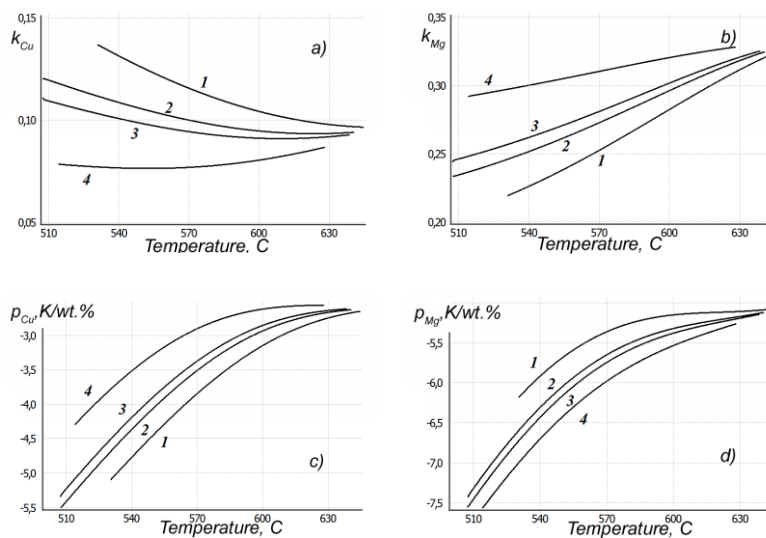 0,15
k_Cu
a)
0,10
1
2
3
4
0,05
510 540 570 600 630
Temperature, C
0,35
k_Mg
b)
4
0,30
3
2
1
0,25
0,20
510 540 570 600 630
Temperature, C
p_Cu, K/wt.%
-3,0
-3,5
4
-4,0
3
-4,5
2 1
-5,0
c)
-5,5
510 540 570 600 630
Temperature, C
p_Mg, K/wt.%
-5,5
1
2
-6,0
3
4
-6,5
-7,0
d)
-7,5
510 540 570 600 630
Temperature, C